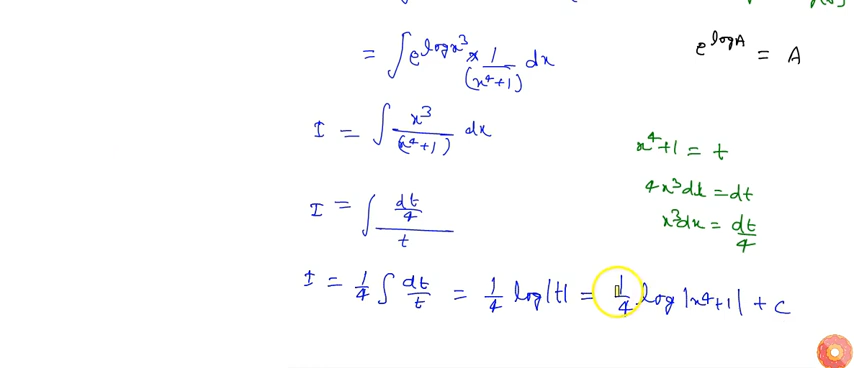 = ∫ e^{log x³} × 1/(x⁴+1) dx
e^{log A} = A
I = ∫ x³/(x⁴+1) dx
x⁴+1 = t
4x³dx = dt
x³dx = dt/4
I = ∫ (dt/4)/t
I = 1/4 ∫ dt/t = 1/4 log|t| = 1/4 log|x⁴+1| + c